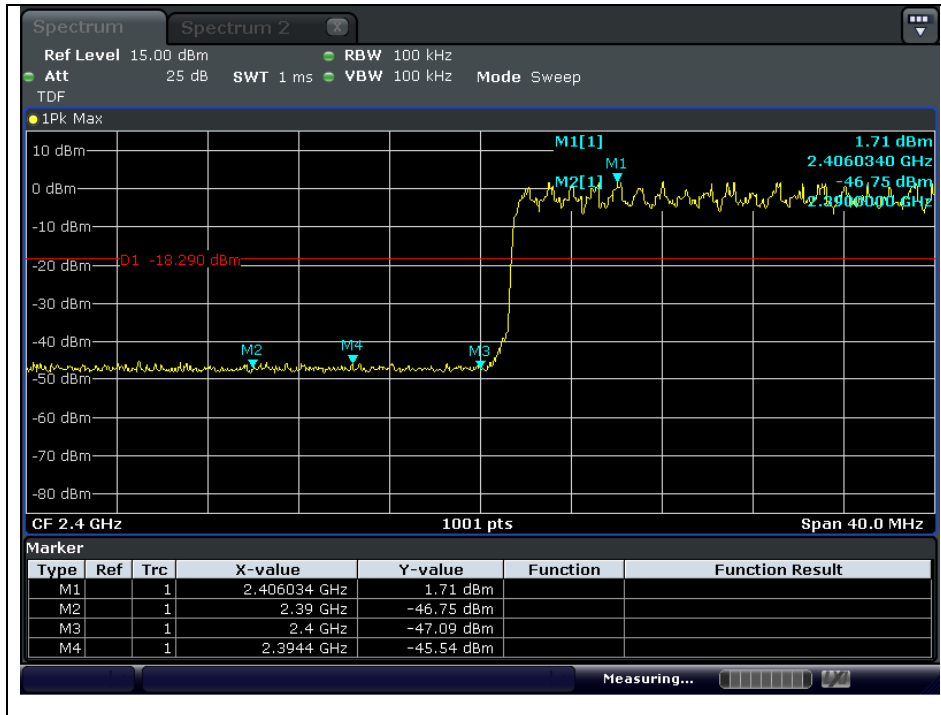 Spectrum Spectrum 2 X
Ref Level 15.00 dBm RBW 100 kHz
Att 25 dB SWT 1 ms VBW 100 kHz Mode Sweep
TDF
1Pk Max
M1[1] 1.71 dBm
2.4060340 GHz
M2[1] -46.75 dBm
2.3900000 GHz
M1
10 dBm
0 dBm
-10 dBm
D1 -18.290 dBm
-20 dBm
-30 dBm
-40 dBm
M2 M4 M3
-50 dBm
-60 dBm
-70 dBm
-80 dBm
CF 2.4 GHz 1001 pts Span 40.0 MHz
Marker
Type Ref Trc X-value Y-value Function Function Result
M1 1 2.406034 GHz 1.71 dBm
M2 1 2.39 GHz -46.75 dBm
M3 1 2.4 GHz -47.09 dBm
M4 1 2.3944 GHz -45.54 dBm
Measuring...